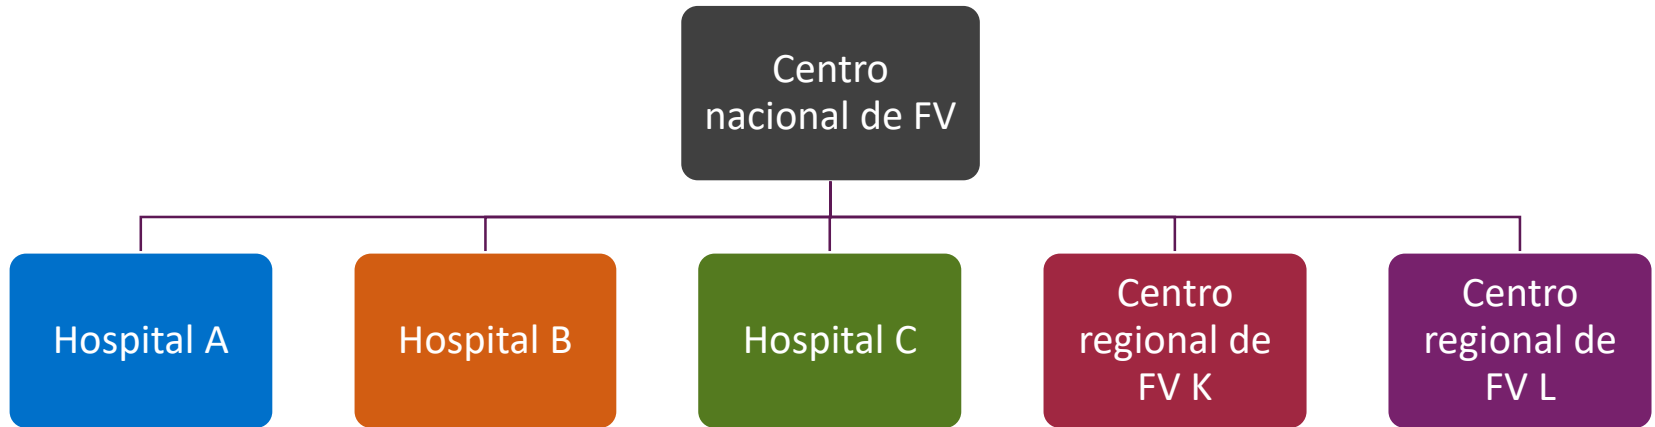 Centro
nacional de FV
Hospital A
Hospital B
Hospital C
Centro
regional de
FV K
Centro
regional de
FV L